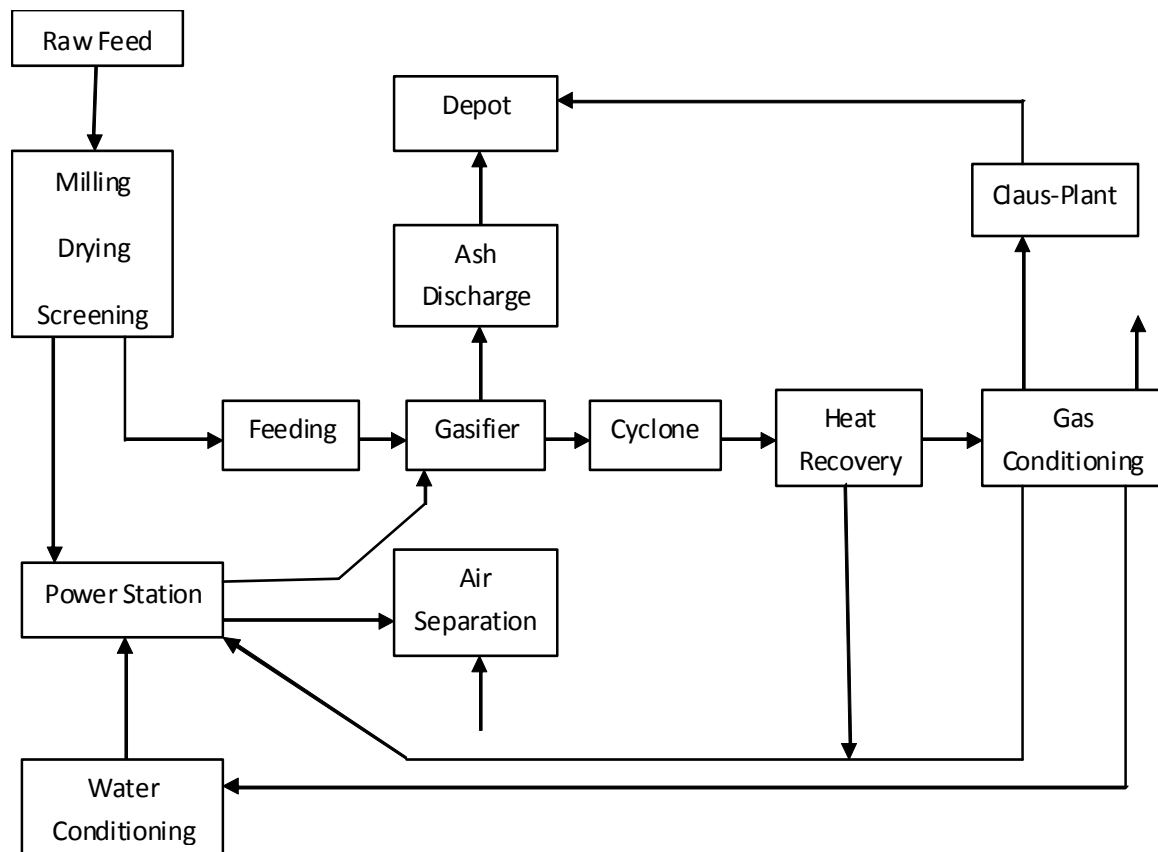 Raw Feed
Depot
Milling
Drying
Screening
Claus-Plant
Ash
Discharge
Feeding
Gasifier
Cyclone
Heat
Recovery
Gas
Conditioning
Power Station
Air
Separation
Water
Conditioning